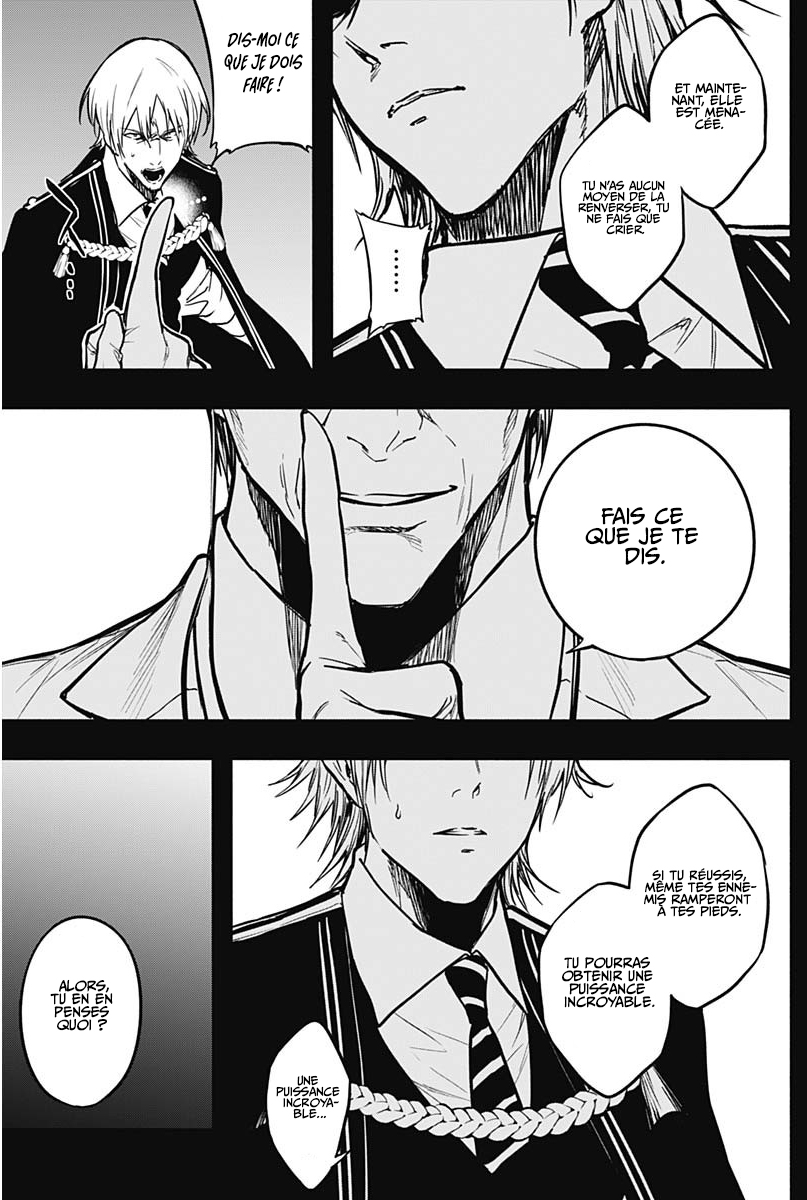 ET MAINTE-
NANT, ELLE
EST MENA-
CÉE.
TU N'AS AUCUN
MOYEN DE LA
RENVERSER, TU
NE FAIS QUE
CRIER.
......
DIS-MOI CE
QUE JE DOIS
FAIRE !
FAIS CE
QUE JE TE
DIS.
SI TU RÉUSSIS,
MÊME TES ENNE-
MIS RAMPERONT
À TES PIEDS.
TU POURRAS
OBTENIR UNE
PUISSANCE
INCROYABLE.
UNE
PUISSANCE
INCROYA-
BLE...
ALORS,
TU EN EN
PENSES
QUOI ?